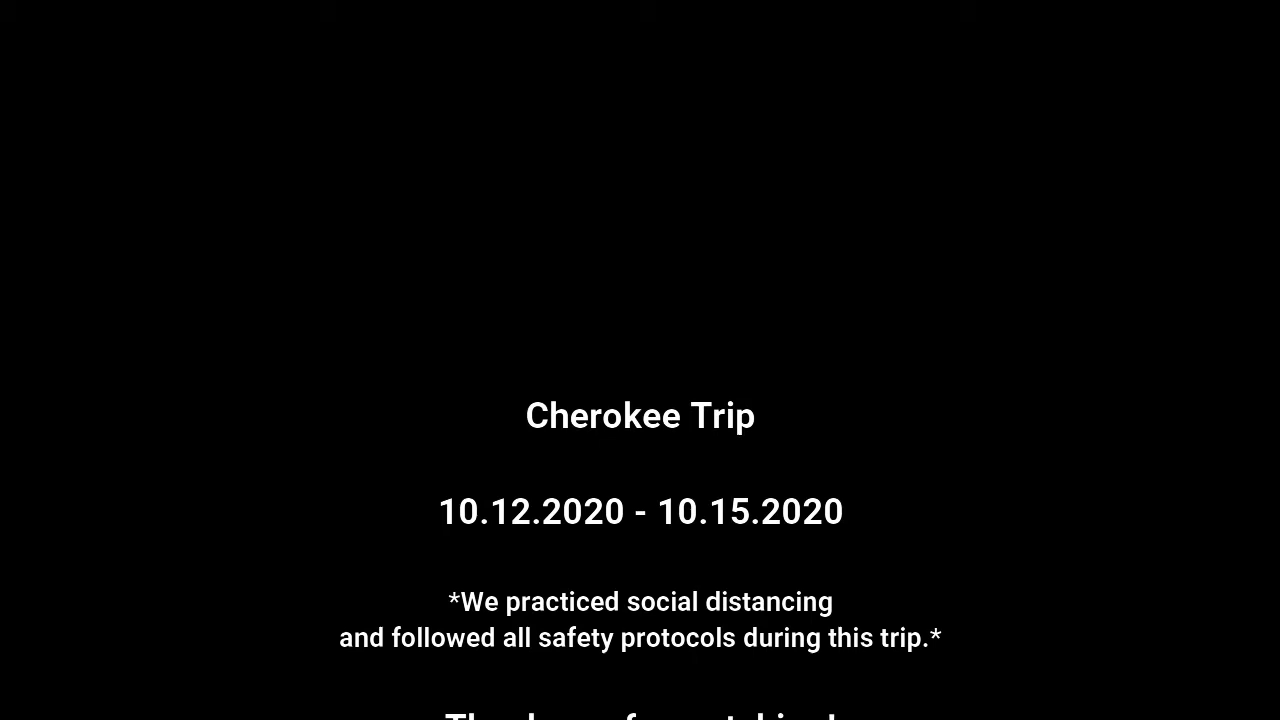 Cherokee Trip
10.12.2020 - 10.15.2020
*We practiced social distancing
and followed all safety protocols during this trip.*